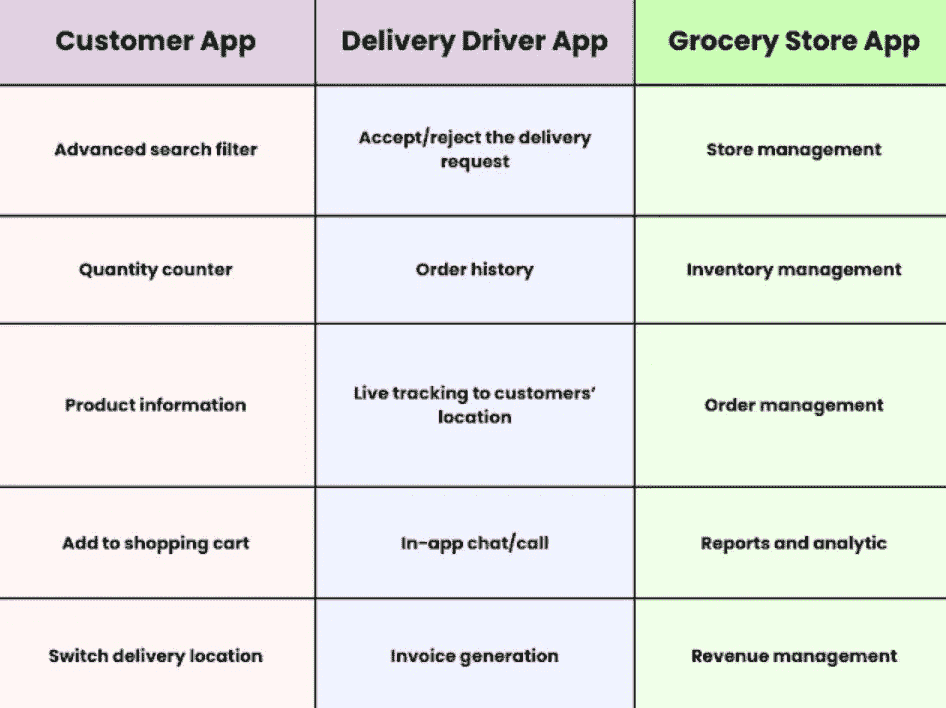 Customer App
Delivery Driver App
Grocery Store App
Advanced search filter
Accept/reject the delivery
request
Store management
Quantity counter
Order history
Inventory management
Product information
Live tracking to customers’
location
Order management
Add to shopping cart
In-app chat/call
Reports and analytic
Switch delivery location
Invoice generation
Revenue management